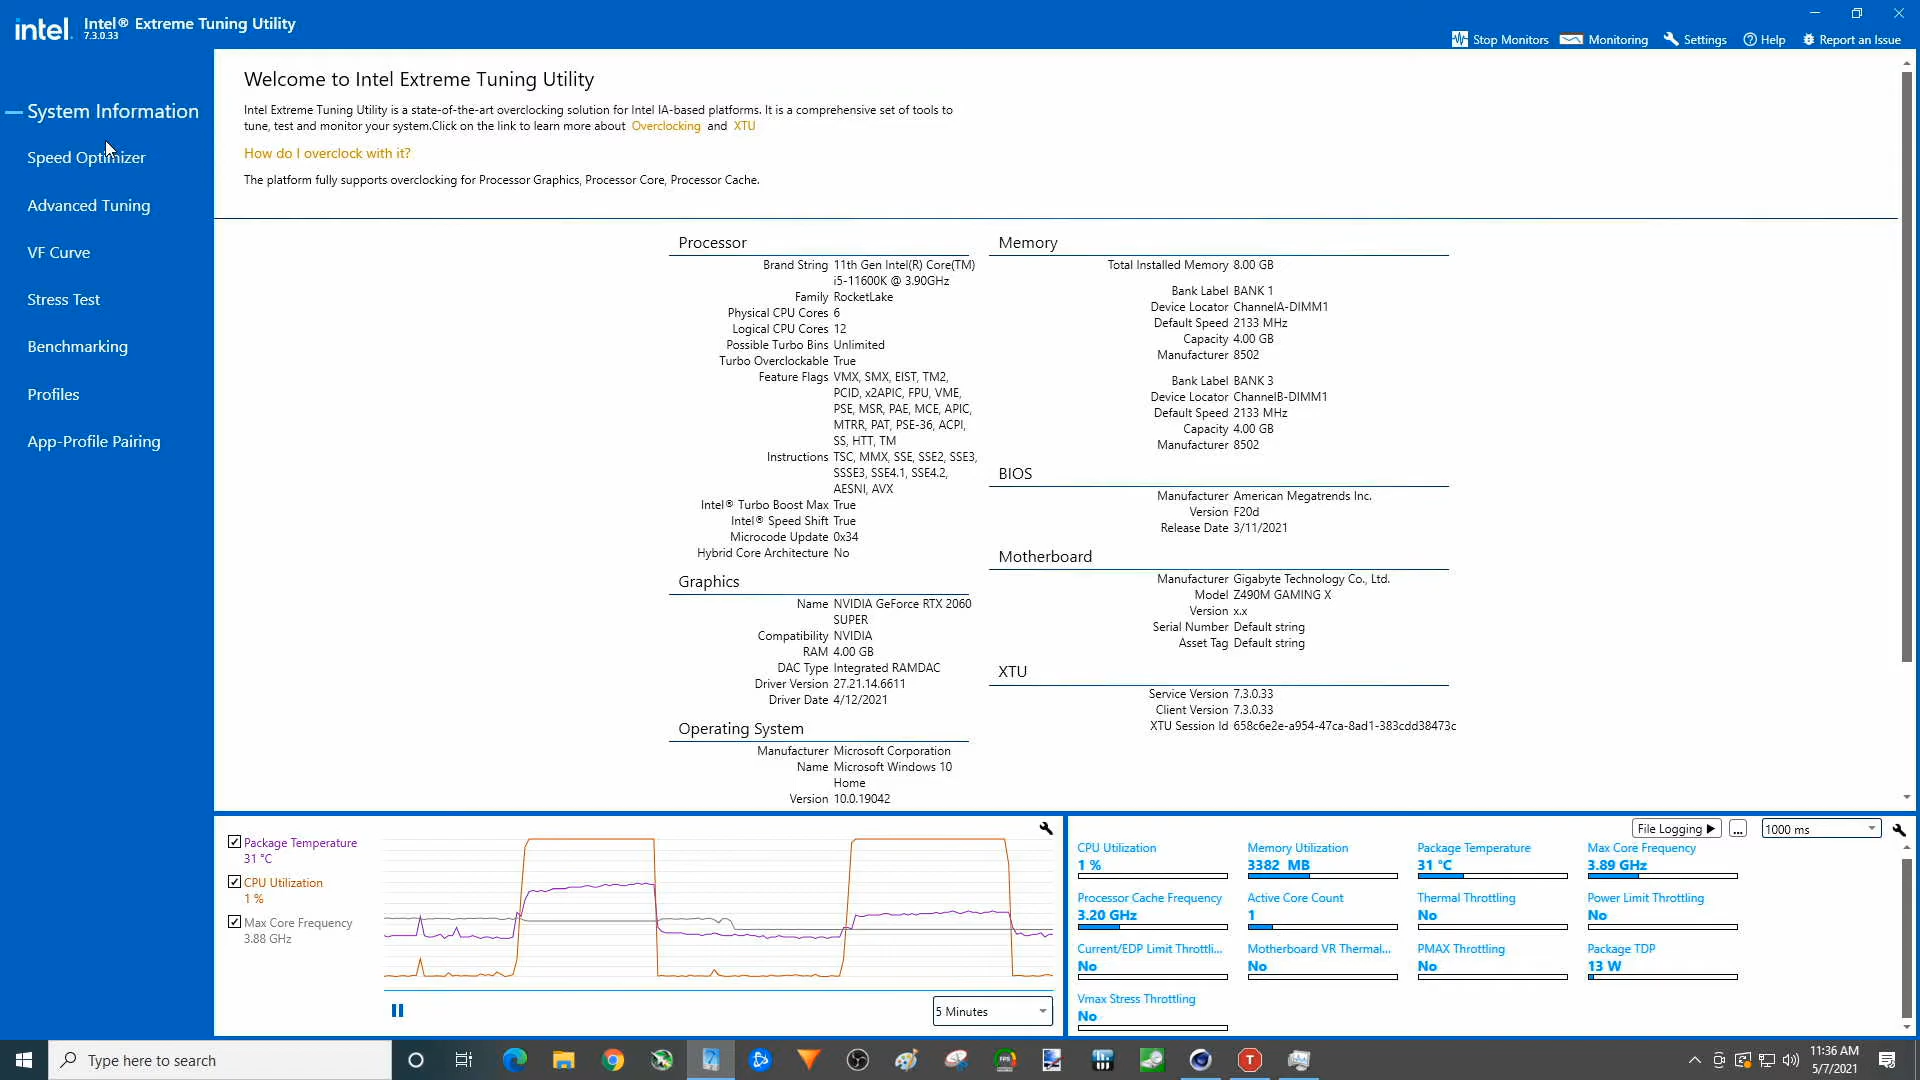 intel.
Intel® Extreme Tuning Utility
7.3.0.33
Stop Monitors
Monitoring
Settings
Help
Report an Issue
System Information
Speed Optimizer
Advanced Tuning
VF Curve
Stress Test
Benchmarking
Profiles
App-Profile Pairing
Welcome to Intel Extreme Tuning Utility
Intel Extreme Tuning Utility is a state-of-the-art overclocking solution for Intel IA-based platforms. It is a comprehensive set of tools to
tune, test and monitor your system.Click on the link to learn more about Overclocking and XTU
How do I overclock with it?
The platform fully supports overclocking for Processor Graphics, Processor Core, Processor Cache.
Processor
Brand String 11th Gen Intel(R) Core(TM)
i5-11600K @ 3.90GHz
Family RocketLake
Physical CPU Cores 6
Logical CPU Cores 12
Possible Turbo Bins Unlimited
Turbo Overclockable True
Feature Flags VMX, SMX, EIST, TM2,
PCID, x2APIC, FPU, VME,
PSE, MSR, PAE, MCE, APIC,
MTRR, PAT, PSE-36, ACPI,
SS, HTT, TM
Instructions TSC, MMX, SSE, SSE2, SSE3,
SSSE3, SSE4.1, SSE4.2,
AESNI, AVX
Intel® Turbo Boost Max True
Intel® Speed Shift True
Microcode Update 0x34
Hybrid Core Architecture No
Graphics
Name NVIDIA GeForce RTX 2060
SUPER
Compatibility NVIDIA
RAM 4.00 GB
DAC Type Integrated RAMDAC
Driver Version 27.21.14.6611
Driver Date 4/12/2021
Operating System
Manufacturer Microsoft Corporation
Name Microsoft Windows 10
Home
Version 10.0.19042
Memory
Total Installed Memory 8.00 GB
Bank Label BANK 1
Device Locator ChannelA-DIMM1
Default Speed 2133 MHz
Capacity 4.00 GB
Manufacturer 8502
Bank Label BANK 3
Device Locator ChannelB-DIMM1
Default Speed 2133 MHz
Capacity 4.00 GB
Manufacturer 8502
BIOS
Manufacturer American Megatrends Inc.
Version F20d
Release Date 3/11/2021
Motherboard
Manufacturer Gigabyte Technology Co., Ltd.
Model Z490M GAMING X
Version x.x
Serial Number Default string
Asset Tag Default string
XTU
Service Version 7.3.0.33
Client Version 7.3.0.33
XTU Session Id 658c6e2e-a954-47ca-8ad1-383cdd38473c
Package Temperature
31 °C
CPU Utilization
1 %
Max Core Frequency
3.88 GHz
5 Minutes
File Logging
...
1000 ms
CPU Utilization
1 %
Memory Utilization
3382 MB
Package Temperature
31 °C
Max Core Frequency
3.89 GHz
Processor Cache Frequency
3.20 GHz
Active Core Count
1
Thermal Throttling
No
Power Limit Throttling
No
Current/EDP Limit Throttli...
No
Motherboard VR Thermal...
No
PMAX Throttling
No
Package TDP
13 W
Vmax Stress Throttling
No
Type here to search
FPS
T
11:36 AM
5/7/2021